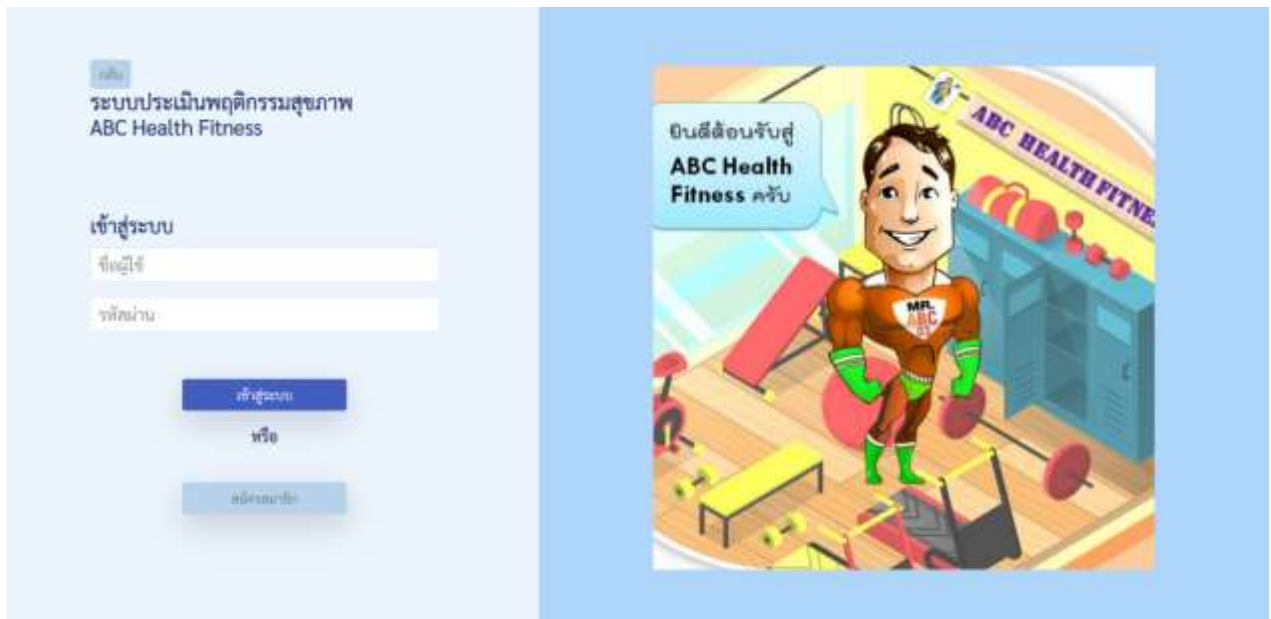 กลับ
ระบบประเมินพฤติกรรมสุขภาพ
ABC Health Fitness
เข้าสู่ระบบ
ชื่อผู้ใช้
รหัสผ่าน
เข้าสู่ระบบ
หรือ
สมัครสมาชิก
ยินดีต้อนรับสู่
ABC Health
Fitness ครับ
ABC HEALTH FITNE
MR.
ABC